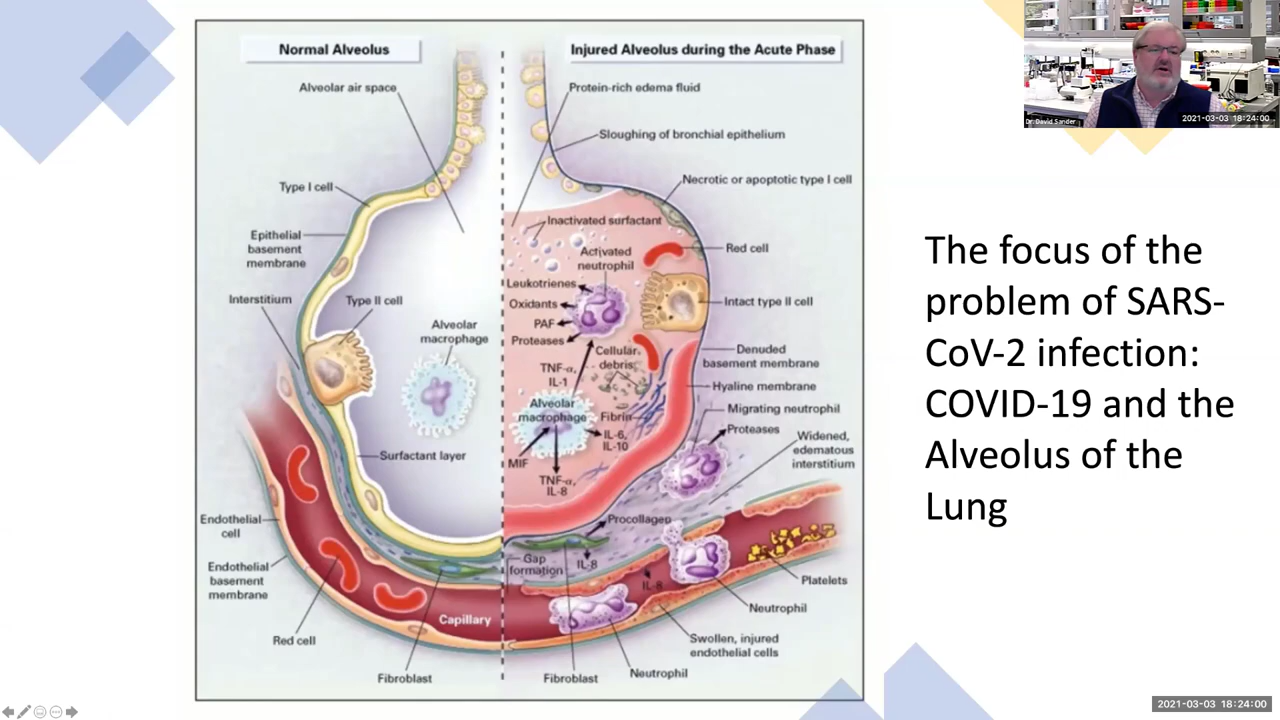 Normal Alveolus
Injured Alveolus during the Acute Phase
Alveolar air space
Protein-rich edema fluid
Sloughing of bronchial epithelium
Type I cell
Necrotic or apoptotic type I cell
Inactivated surfactant
Epithelial
basement
membrane
Activated
neutrophil
Red cell
Leukotrienes
Interstitium
Type II cell
Oxidants
Intact type II cell
PAF
Alveolar
macrophage
Proteases
Cellular
debris
Denuded
basement membrane
TNF-α,
IL-1
Hyaline membrane
Alveolar
macrophage
Fibrin
Migrating neutrophil
Proteases
IL-6,
IL-10
Widened,
edematous
interstitium
Surfactant layer
MIF
TNF-α,
IL-8
Endothelial
cell
Procollagen
Gap
formation
IL-8
Endothelial
basement
membrane
IL-8
Platelets
Capillary
Neutrophil
Red cell
Swollen, injured
endothelial cells
Fibroblast
Fibroblast
Neutrophil
The focus of the
problem of SARS-
CoV-2 infection:
COVID-19 and the
Alveolus of the
Lung
Dr. David Sander
2021-03-03 18:24:00
2021-03-03 18:24:00